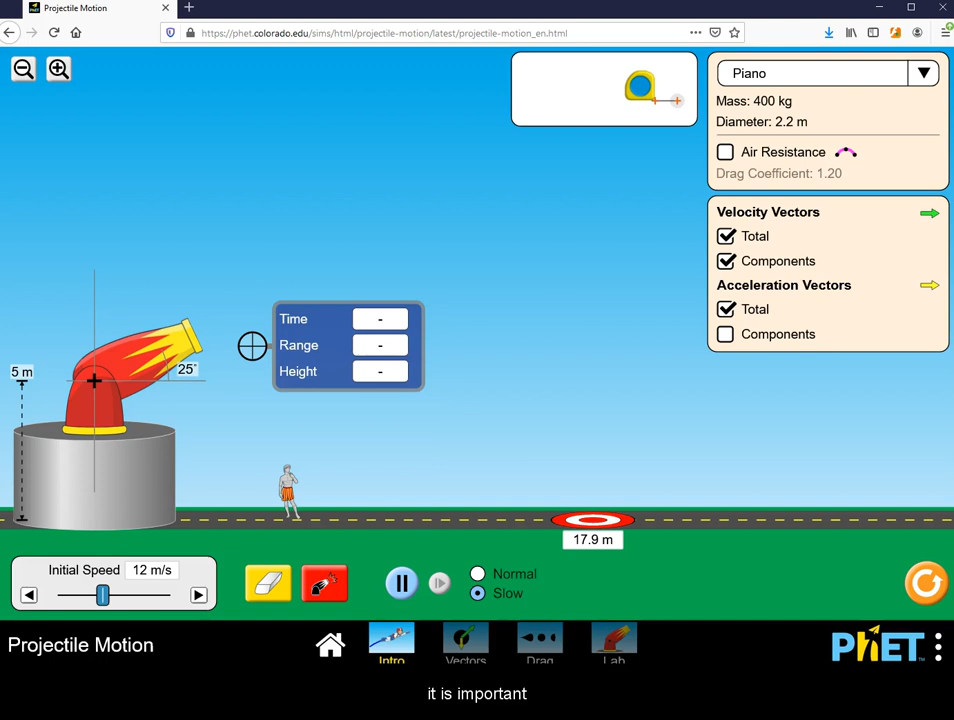 Projectile Motion
https://phet.colorado.edu/sims/html/projectile-motion/latest/projectile-motion_en.html
Piano
Mass: 400 kg
Diameter: 2.2 m
Air Resistance
Drag Coefficient: 1.20
Velocity Vectors
Total
Components
Acceleration Vectors
Total
Components
Time -
Range -
Height -
5 m
25°
17.9 m
Initial Speed 12 m/s
Normal
Slow
Projectile Motion
Intro
Vectors
Drag
Lab
PhET
it is important